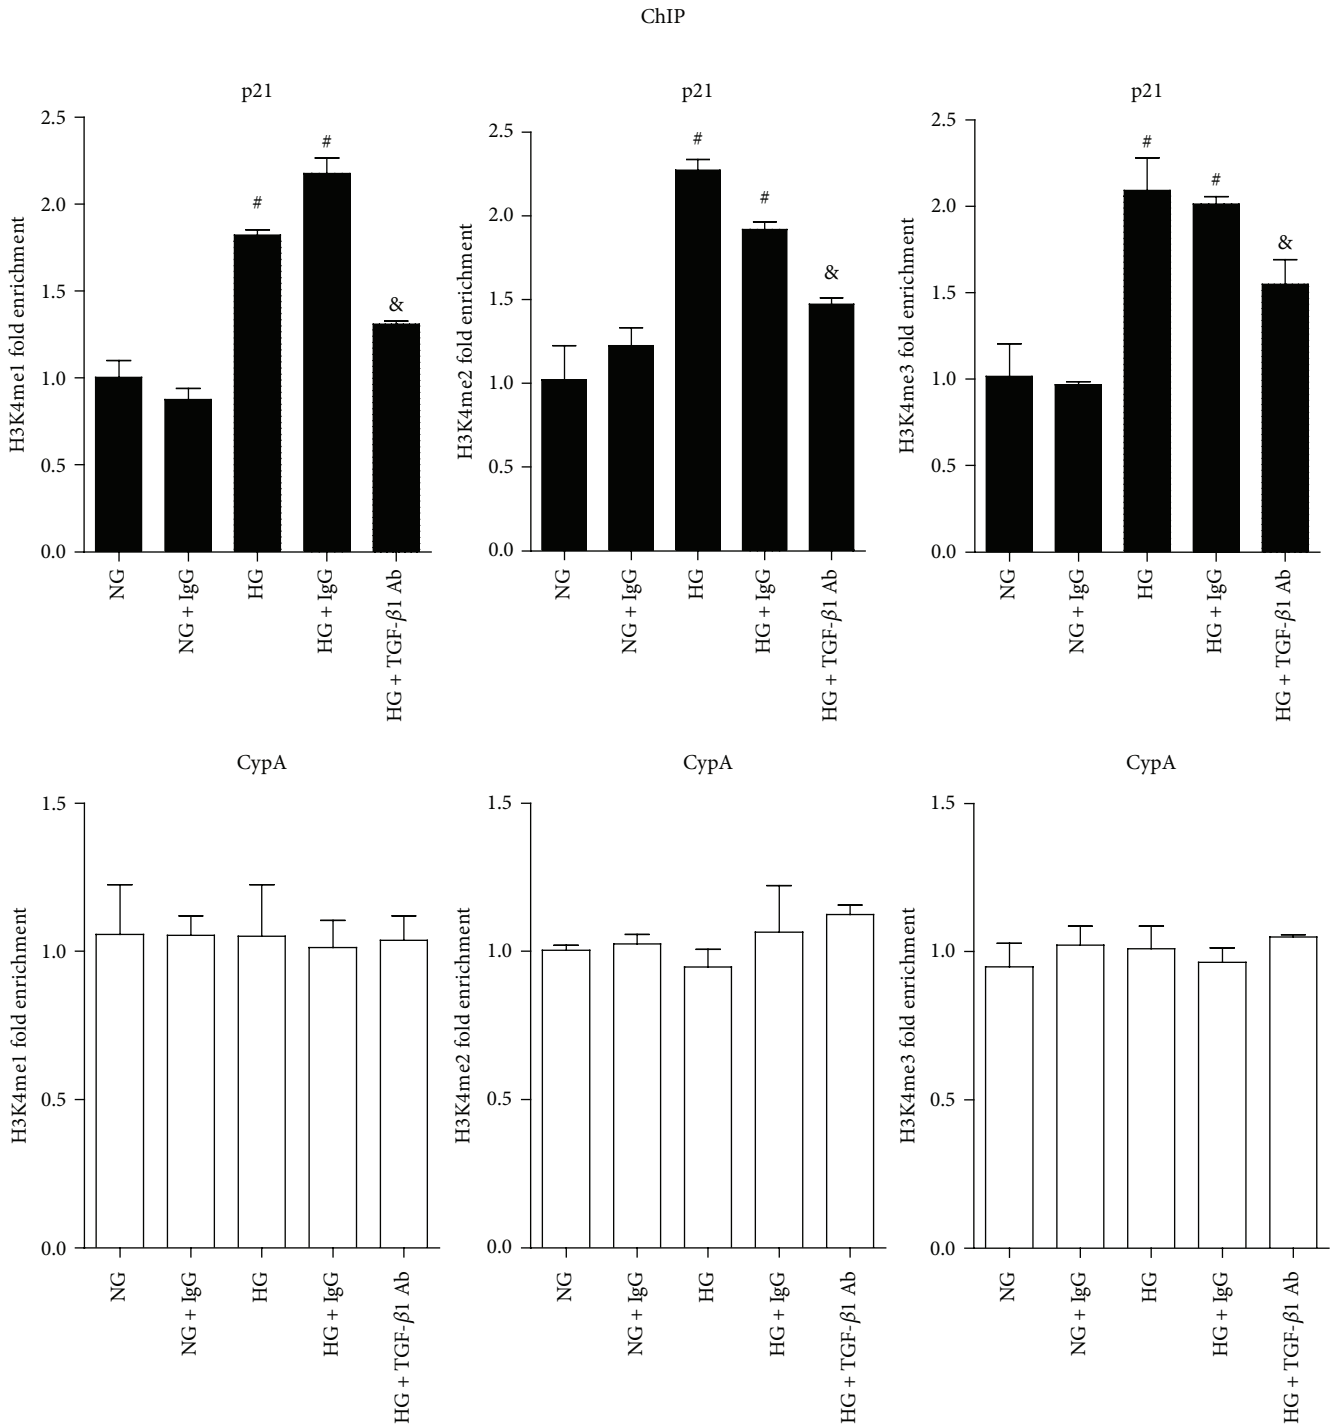 ChIP
p21
H3K4me1 fold enrichment
2.5
2.0
1.5
1.0
0.5
0.0
#
#
&
NG
NG + IgG
HG
HG + IgG
HG + TGF-β1 Ab
p21
H3K4me2 fold enrichment
2.5
2.0
1.5
1.0
0.5
0.0
#
#
&
NG
NG + IgG
HG
HG + IgG
HG + TGF-β1 Ab
p21
H3K4me3 fold enrichment
2.5
2.0
1.5
1.0
0.5
0.0
#
#
&
NG
NG + IgG
HG
HG + IgG
HG + TGF-β1 Ab
CypA
H3K4me1 fold enrichment
1.5
1.0
0.5
0.0
NG
NG + IgG
HG
HG + IgG
HG + TGF-β1 Ab
CypA
H3K4me2 fold enrichment
1.5
1.0
0.5
0.0
NG
NG + IgG
HG
HG + IgG
HG + TGF-β1 Ab
CypA
H3K4me3 fold enrichment
1.5
1.0
0.5
0.0
NG
NG + IgG
HG
HG + IgG
HG + TGF-β1 Ab